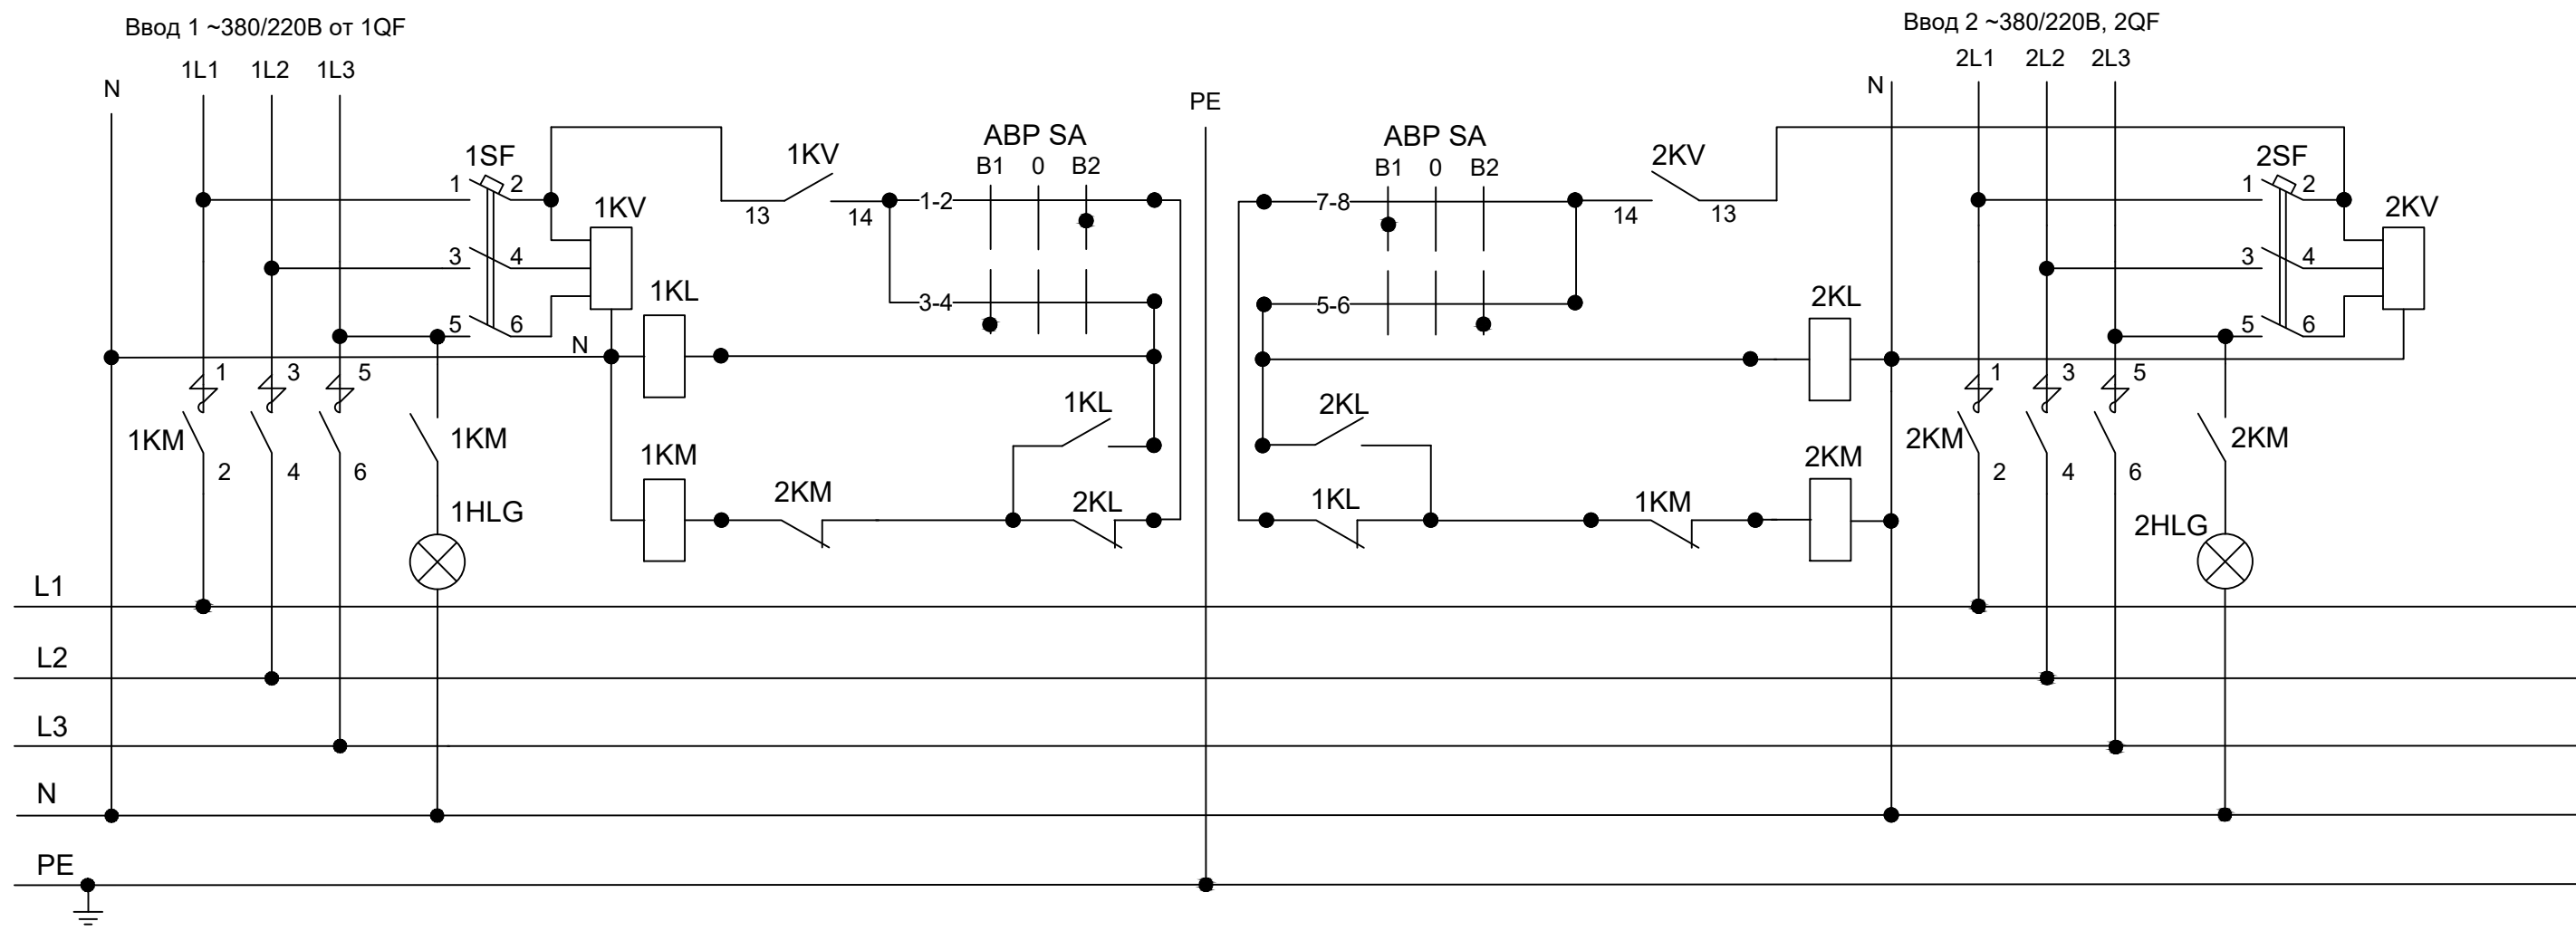 Ввод 1 ~380/220В от 1QF
Ввод 2 ~380/220В, 2QF
1L1 1L2 1L3
2L1 2L2 2L3
N
N
PE
АВР SA
АВР SA
В1 0 В2
В1 0 В2
1SF
1KV
2KV
2SF
1 2
1KV
13
14
1-2
7-8
14
13
1 2
2KV
3 4
3 4
1KL
3-4
5-6
2KL
5 6
N
5 6
1 3 5
1 3 5
1KM
1KM
1KL
2KL
2KM
2KM
2 4 6
1KM
2KM
2 4 6
2KM
2KL
1KL
1KM
1HLG
2HLG
L1
L2
L3
N
PE